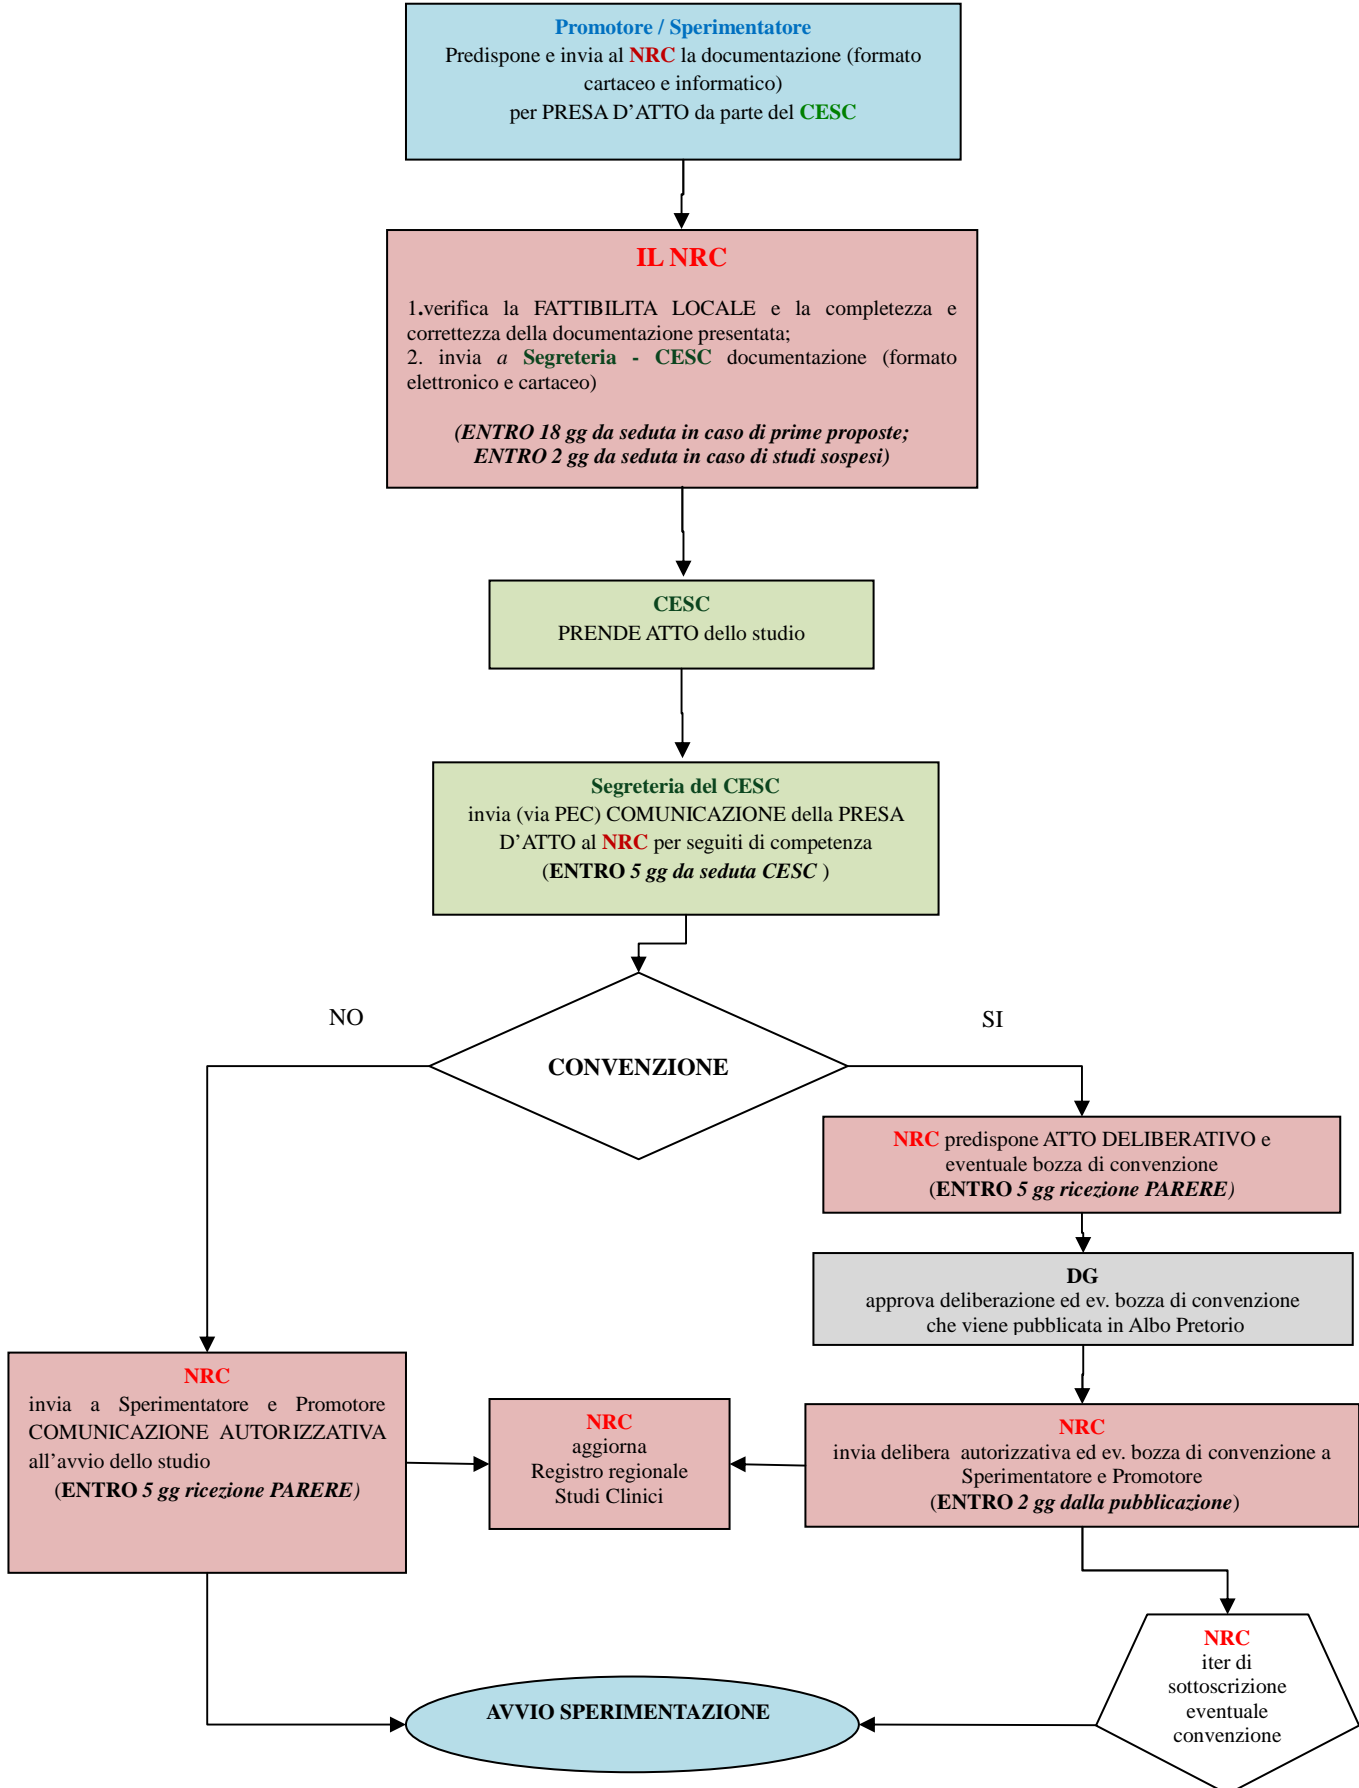 Promotore / Sperimentatore
Predispone e invia al NRC la documentazione (formato
cartaceo e informatico)
per PRESA D’ATTO da parte del CESC
IL NRC
1.verifica la FATTIBILITA LOCALE e la completezza e
correttezza della documentazione presentata;
2. invia a Segreteria - CESC documentazione (formato
elettronico e cartaceo)
(ENTRO 18 gg da seduta in caso di prime proposte;
ENTRO 2 gg da seduta in caso di studi sospesi)
CESC
PRENDE ATTO dello studio
Segreteria del CESC
invia (via PEC) COMUNICAZIONE della PRESA
D’ATTO al NRC per seguiti di competenza
(ENTRO 5 gg da seduta CESC )
NO
SI
CONVENZIONE
NRC predispone ATTO DELIBERATIVO e
eventuale bozza di convenzione
(ENTRO 5 gg ricezione PARERE)
DG
approva deliberazione ed ev. bozza di convenzione
che viene pubblicata in Albo Pretorio
NRC
invia a Sperimentatore e Promotore
COMUNICAZIONE AUTORIZZATIVA
all’avvio dello studio
(ENTRO 5 gg ricezione PARERE)
NRC
aggiorna
Registro regionale
Studi Clinici
NRC
invia delibera autorizzativa ed ev. bozza di convenzione a
Sperimentatore e Promotore
(ENTRO 2 gg dalla pubblicazione)
NRC
iter di
sottoscrizione
eventuale
convenzione
AVVIO SPERIMENTAZIONE